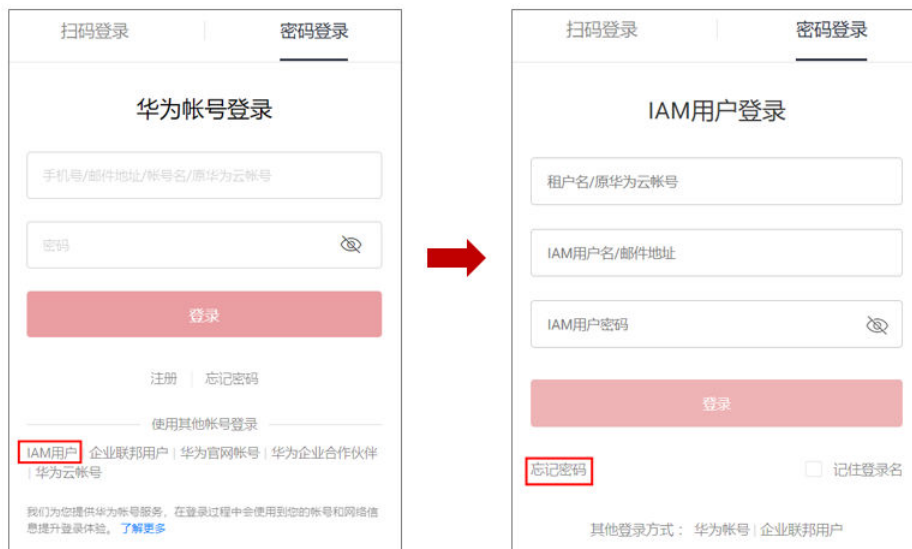 扫码登录
密码登录
华为帐号登录
手机号/邮件地址/帐号名/原华为云帐号
密码
登录
注册 | 忘记密码
使用其他帐号登录
IAM用户 | 企业联邦用户 | 华为官网帐号 | 华为企业合作伙伴
| 华为云帐号
我们为您提供华为帐号服务，在登录过程中会使用到您的帐号和网络信
息提升登录体验。 了解更多
扫码登录
密码登录
IAM用户登录
租户名/原华为云帐号
IAM用户名/邮件地址
IAM用户密码
登录
忘记密码
记住登录名
其他登录方式： 华为帐号 | 企业联邦用户